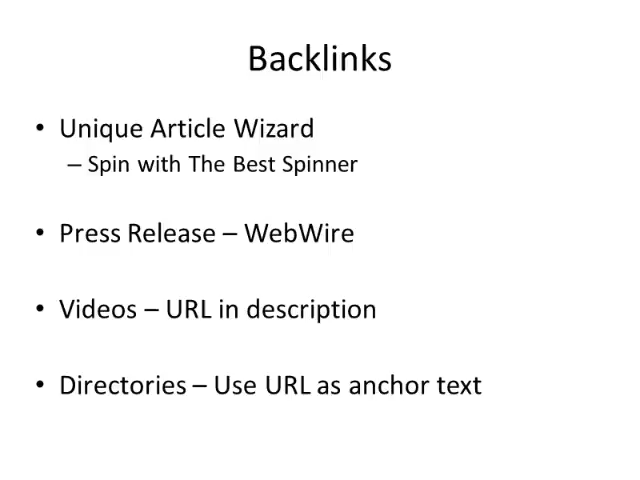 Backlinks
• Unique Article Wizard
– Spin with The Best Spinner
• Press Release – WebWire
• Videos – URL in description
• Directories – Use URL as anchor text